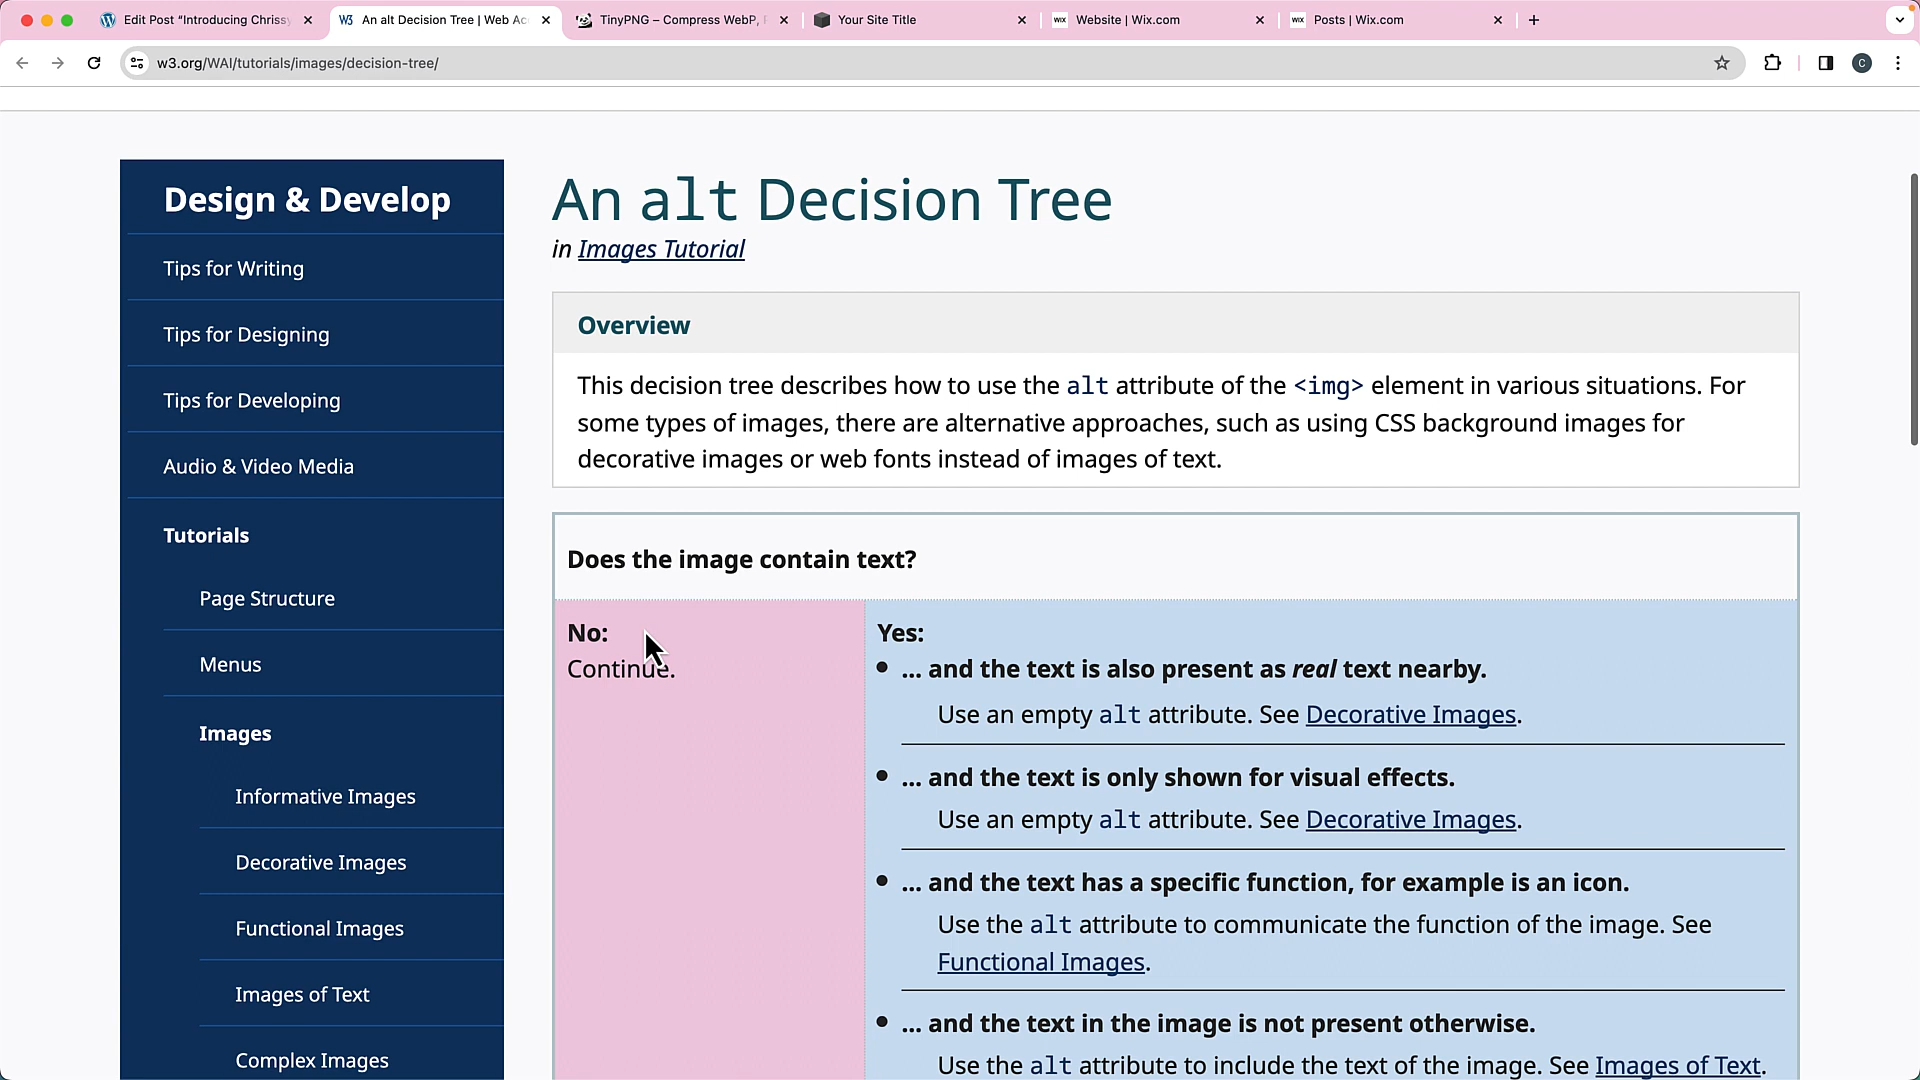 Edit Post “Introducing Chrissy
An alt Decision Tree | Web Acc
TinyPNG – Compress WebP, P
Your Site Title
WIX
Website | Wix.com
WIX
Posts | Wix.com
w3.org/WAI/tutorials/images/decision-tree/
C
Design & Develop
Tips for Writing
Tips for Designing
Tips for Developing
Audio & Video Media
Tutorials
Page Structure
Menus
Images
Informative Images
Decorative Images
Functional Images
Images of Text
Complex Images
An alt Decision Tree
in Images Tutorial
Overview
This decision tree describes how to use the alt attribute of the <img> element in various situations. For
some types of images, there are alternative approaches, such as using CSS background images for
decorative images or web fonts instead of images of text.
Does the image contain text?
No:
Continue.
Yes:
• ... and the text is also present as real text nearby.
Use an empty alt attribute. See Decorative Images.
• ... and the text is only shown for visual effects.
Use an empty alt attribute. See Decorative Images.
• ... and the text has a specific function, for example is an icon.
Use the alt attribute to communicate the function of the image. See
Functional Images.
• ... and the text in the image is not present otherwise.
Use the alt attribute to include the text of the image. See Images of Text.